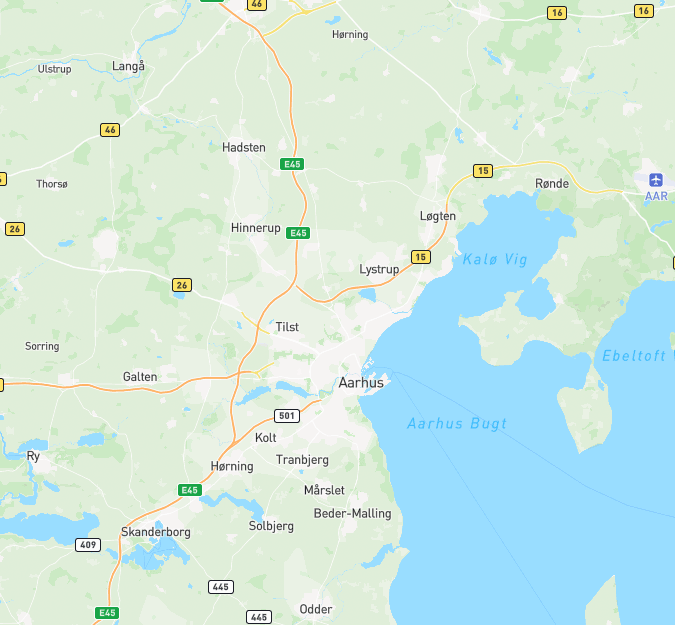 46
16
16
Hørning
Langå
Ulstrup
46
Hadsten
E45
15
Thorsø
Rønde
AAR
Løgten
26
Hinnerup
E45
15
Kalø Vig
Lystrup
26
Tilst
Sorring
Ebeltoft
Galten
Aarhus
501
Aarhus Bugt
Kolt
Ry
Hørning
Tranbjerg
E45
Mårslet
Beder-Malling
Solbjerg
Skanderborg
409
445
Odder
445
E45